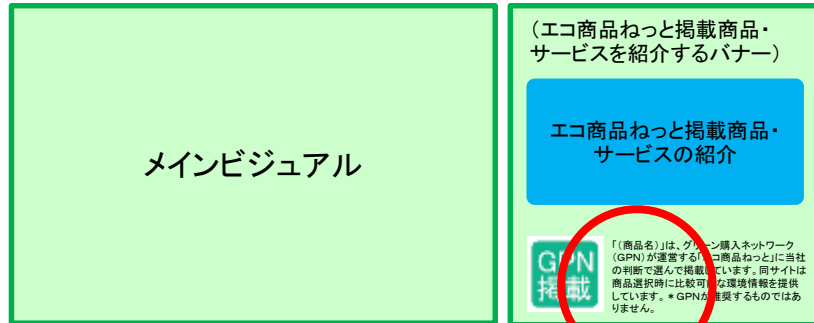 メインビジュアル
（エコ商品ねっと掲載商品・
サービスを紹介するバナー）
エコ商品ねっと掲載商品・
サービスの紹介
GPN
掲載
「（商品名）」は、グリーン購入ネットワーク
（GPN）が運営する「エコ商品ねっと」に当社
の判断で選んで掲載しています。同サイトは
商品選択時に比較可能な環境情報を提供
しています。＊GPNが推奨するものではあ
りません。